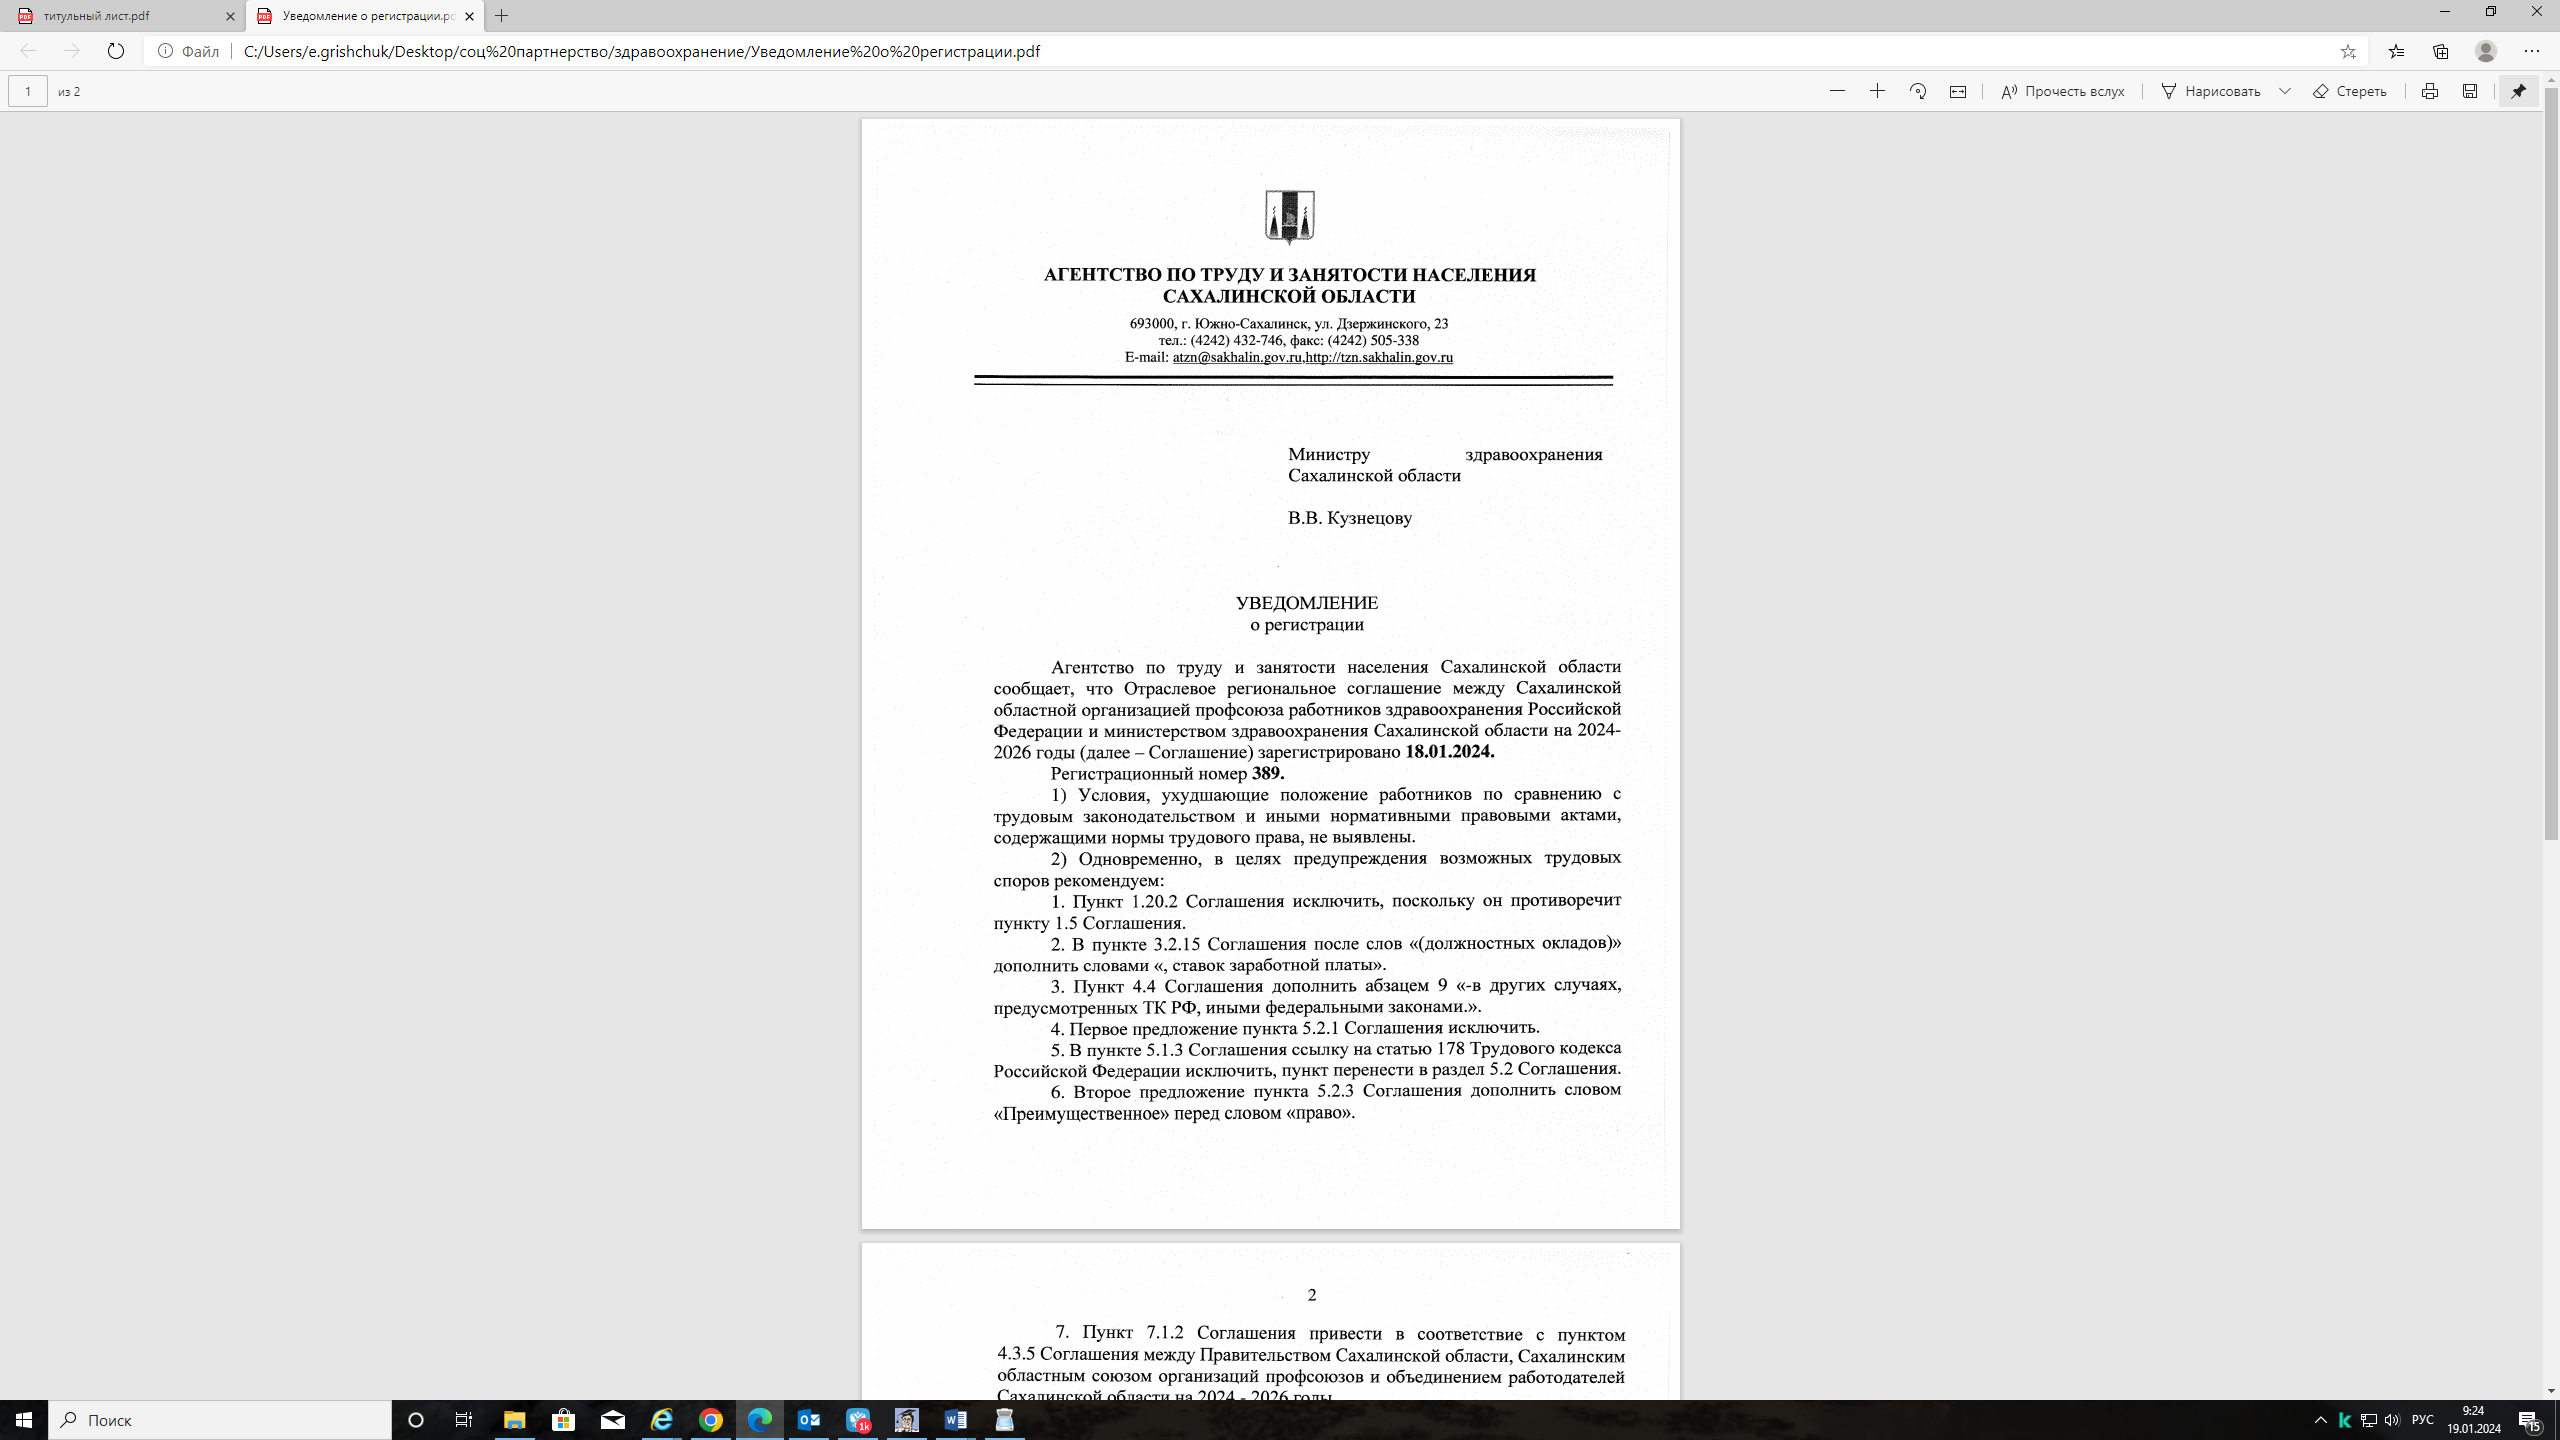 титульный лист.pdf
Уведомление о регистрации.pdf
Файл
C:/Users/e.grishchuk/Desktop/соц%20партнерство/здравоохранение/Уведомление%20о%20регистрации.pdf
1 из 2
Прочесть вслух
Нарисовать
Стереть
АГЕНТСТВО ПО ТРУДУ И ЗАНЯТОСТИ НАСЕЛЕНИЯ
САХАЛИНСКОЙ ОБЛАСТИ
693000, г. Южно-Сахалинск, ул. Дзержинского, 23
тел.: (4242) 432-746, факс: (4242) 505-338
E-mail: atzn@sakhalin.gov.ru,http://tzn.sakhalin.gov.ru
Министру здравоохранения
Сахалинской области
В.В. Кузнецову
УВЕДОМЛЕНИЕ
о регистрации
Агентство по труду и занятости населения Сахалинской области
сообщает, что Отраслевое региональное соглашение между Сахалинской
областной организацией профсоюза работников здравоохранения Российской
Федерации и министерством здравоохранения Сахалинской области на 2024-
2026 годы (далее – Соглашение) зарегистрировано 18.01.2024.
Регистрационный номер 389.
1) Условия, ухудшающие положение работников по сравнению с
трудовым законодательством и иными нормативными правовыми актами,
содержащими нормы трудового права, не выявлены.
2) Одновременно, в целях предупреждения возможных трудовых
споров рекомендуем:
1. Пункт 1.20.2 Соглашения исключить, поскольку он противоречит
пункту 1.5 Соглашения.
2. В пункте 3.2.15 Соглашения после слов «(должностных окладов)»
дополнить словами «, ставок заработной платы».
3. Пункт 4.4 Соглашения дополнить абзацем 9 «-в других случаях,
предусмотренных ТК РФ, иными федеральными законами.».
4. Первое предложение пункта 5.2.1 Соглашения исключить.
5. В пункте 5.1.3 Соглашения ссылку на статью 178 Трудового кодекса
Российской Федерации исключить, пункт перенести в раздел 5.2 Соглашения.
6. Второе предложение пункта 5.2.3 Соглашения дополнить словом
«Преимущественное» перед словом «право».
2
7. Пункт 7.1.2 Соглашения привести в соответствие с пунктом
4.3.5 Соглашения между Правительством Сахалинской области, Сахалинским
областным союзом организаций профсоюзов и объединением работодателей
Сахалинской области на 2024 - 2026 годы
Поиск
1k
РУС
9:24
19.01.2024
15